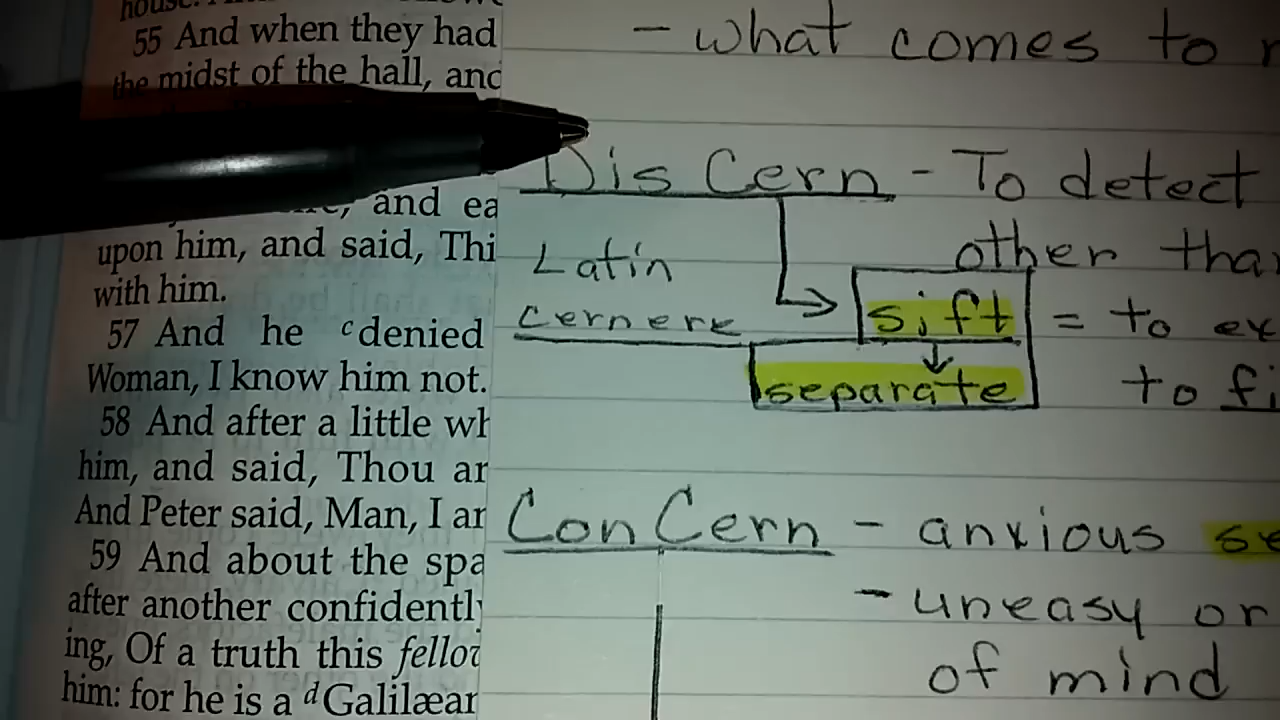 55 And when they had
the midst of the hall, and
and ea
upon him, and said, Thi
with him.
57 And he c denied
Woman, I know him not.
58 And after a little wh
him, and said, Thou ar
And Peter said, Man, I am
59 And about the spa
after another confidently
ing, Of a truth this fellow
him: for he is a d Galilæan
- what comes to
DisCern - To detect
Latin
other than
cernere
sift = to ex
separate
to fi
ConCern - anxious se
- uneasy or
of mind